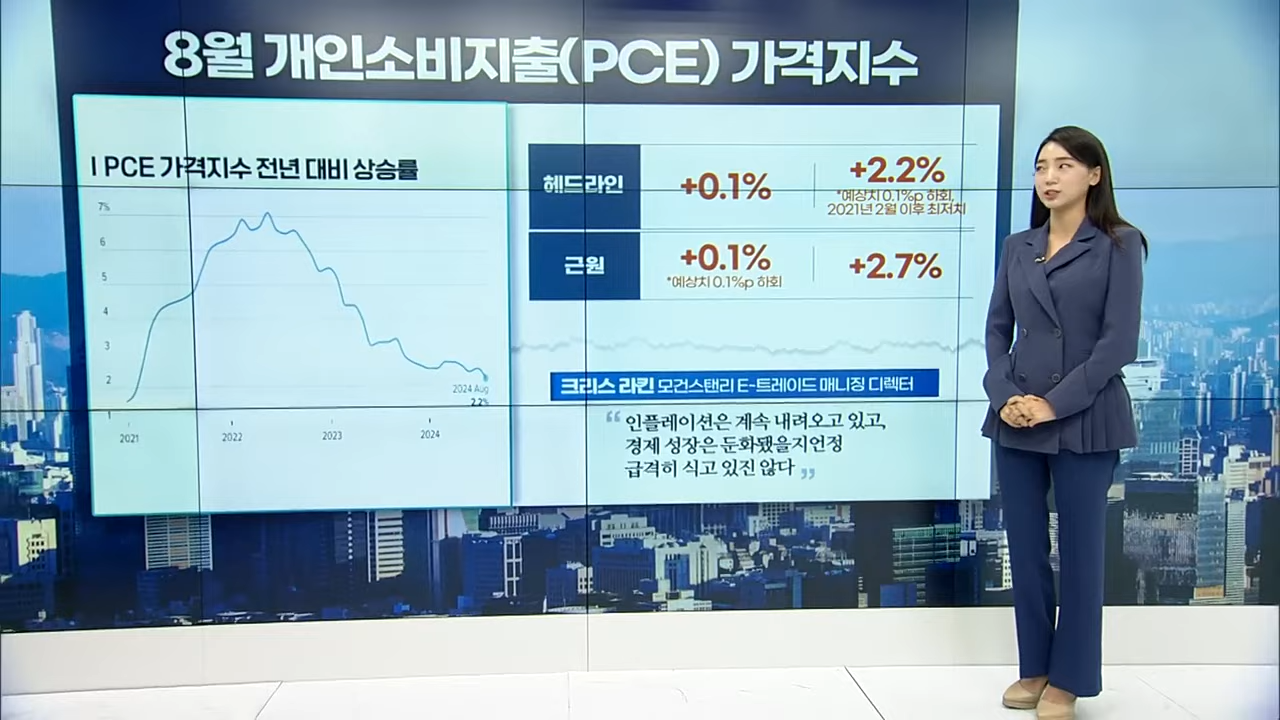 8월 개인소비지출(PCE) 가격지수
l PCE 가격지수 전년 대비 상승률
7%
6
5
4
3
2
2024 Aug
2.2%
2021
2022
2023
2024
헤드라인
+0.1%
+2.2%
*예상치 0.1%p 하회,
2021년 2월 이후 최저치
근원
+0.1%
*예상치 0.1%p 하회
+2.7%
크리스 라킨 모건스탠리 E-트레이드 매니징 디렉터
“인플레이션은 계속 내려오고 있고,
경제 성장은 둔화됐을지언정
급격히 식고 있진 않다”